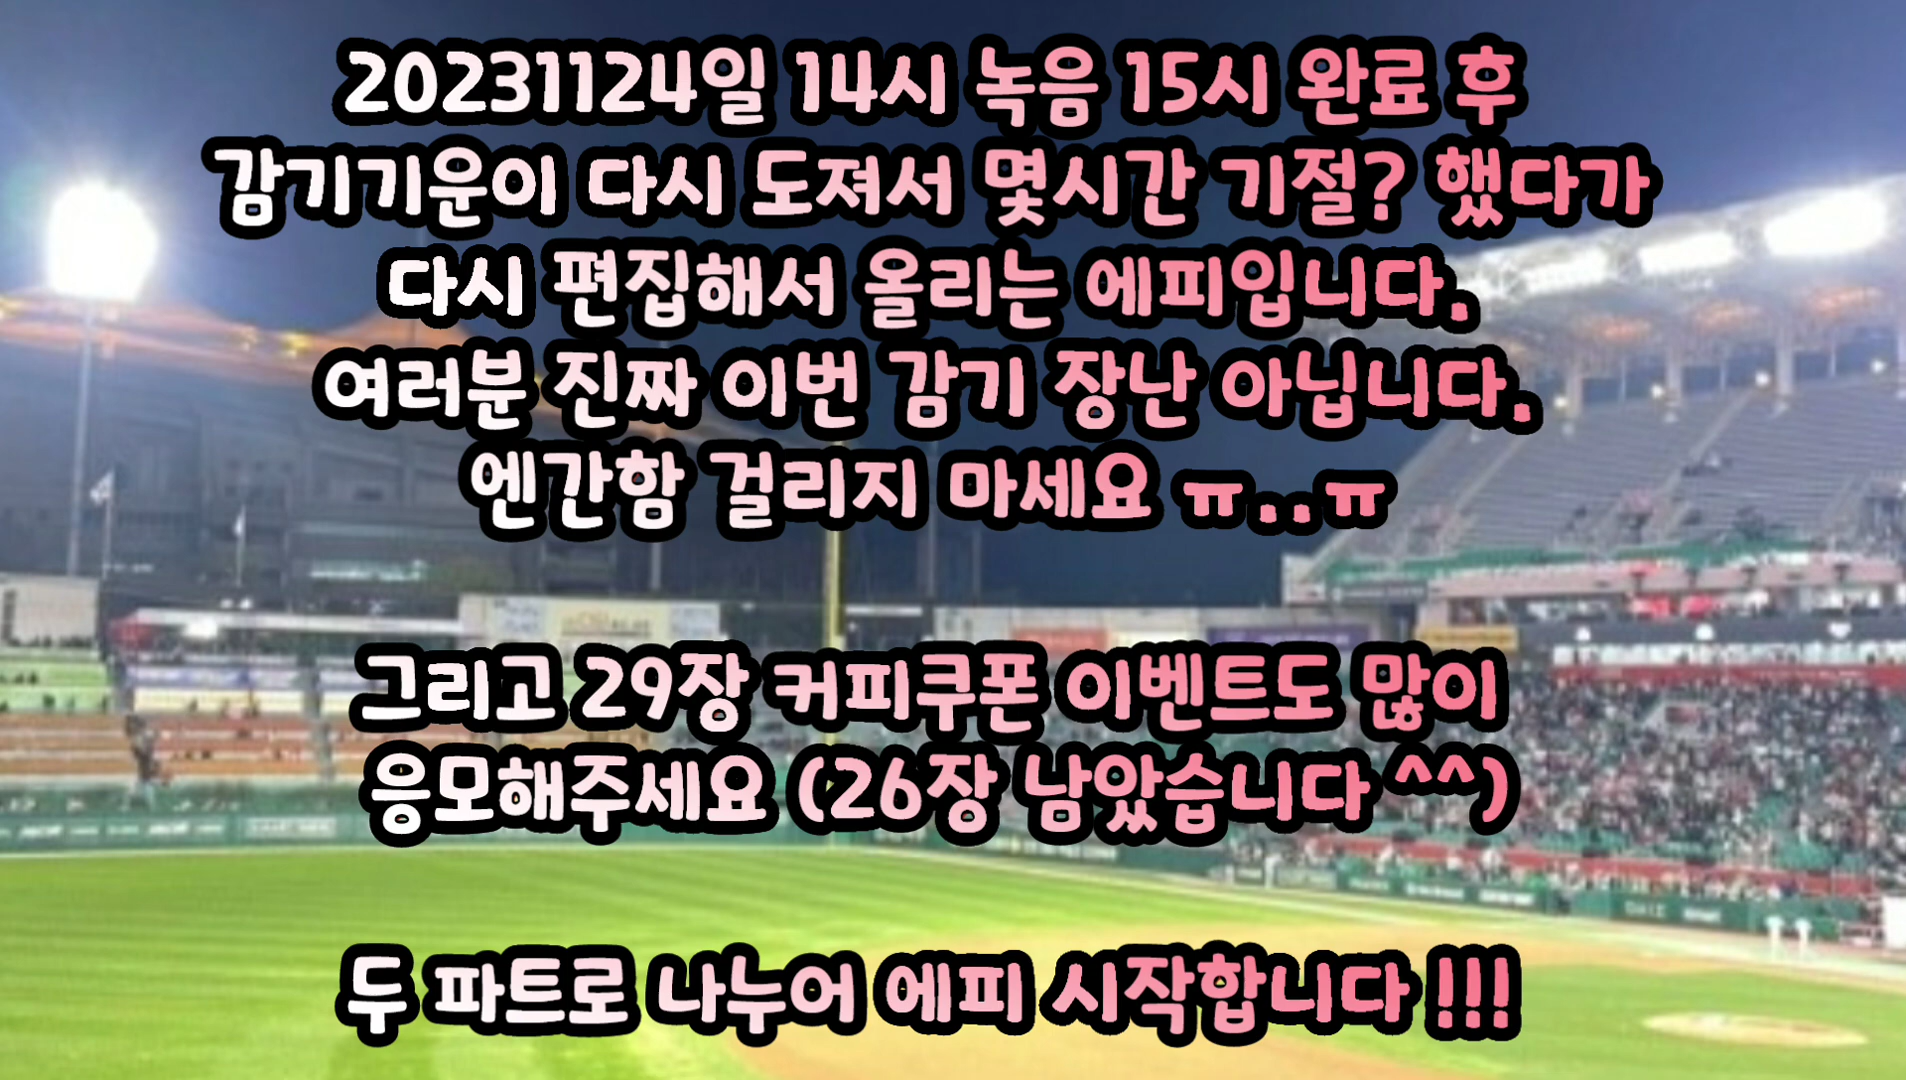 20231124일 14시 녹음 15시 완료 후
감기기운이 다시 도져서 몇시간 기절? 했다가
다시 편집해서 올리는 에피입니다.
여러분 진짜 이번 감기 장난 아닙니다.
엔간함 걸리지 마세요 ㅠ..ㅠ
그리고 29장 커피쿠폰 이벤트도 많이
응모해주세요 (26장 남았습니다 ^^)
두 파트로 나누어 에피 시작합니다 !!!